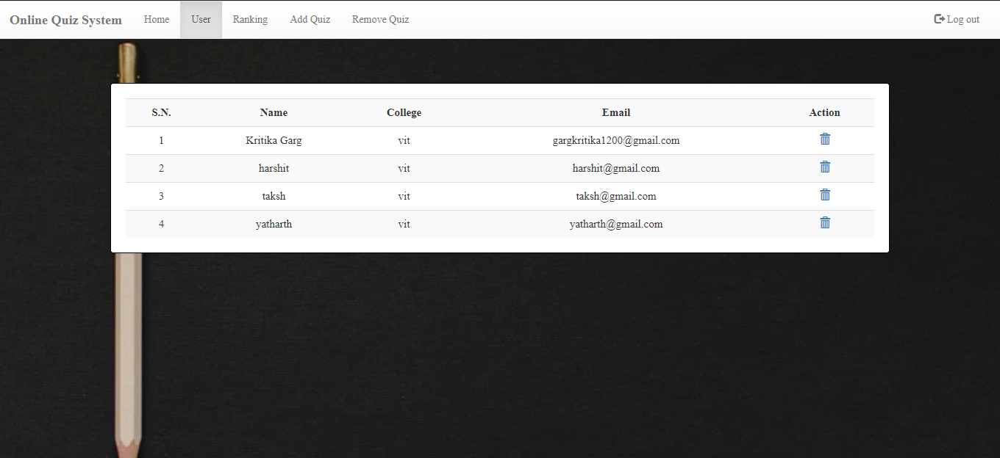 Online Quiz System Home User Ranking Add Quiz Remove Quiz Log out
S.N. Name College Email Action
1 Kritika Garg vit gargkritika1200@gmail.com
2 harshit vit harshit@gmail.com
3 taksh vit taksh@gmail.com
4 yatharth vit yatharth@gmail.com